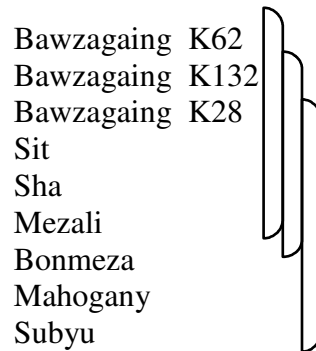 Bawzagaing K62
Bawzagaing K132
Bawzagaing K28
Sit
Sha
Mezali
Bonmeza
Mahogany
Subyu